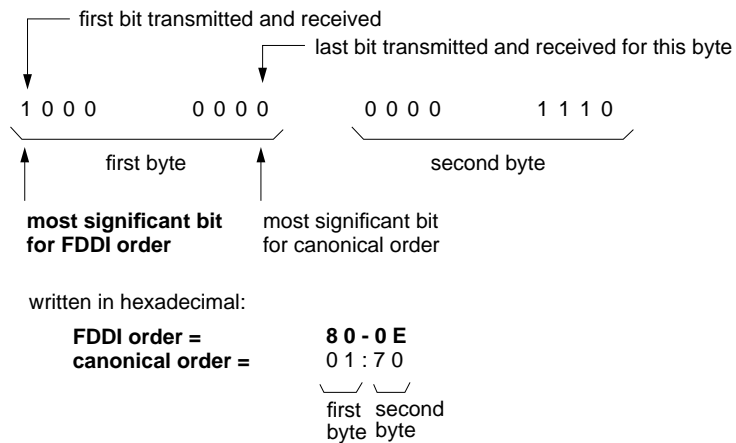 first bit transmitted and received
last bit transmitted and received for this byte
1 0 0 0 0 0 0 0 0 0 0 0 1 1 1 0
first byte second byte
most significant bit most significant bit
for FDDI order for canonical order
written in hexadecimal:
FDDI order = 8 0 - 0 E
canonical order = 0 1 : 7 0
first second
byte byte